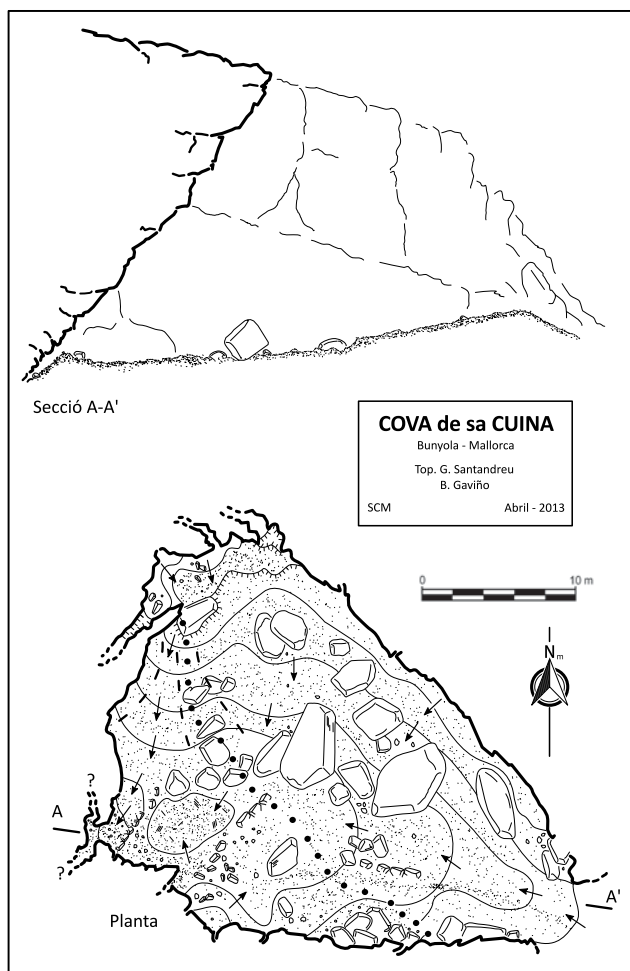 Secció A-A'
COVA de sa CUINA
Bunyola - Mallorca
Top. G. Santandreu
B. Gaviño
SCM Abril - 2013
0 10 m
N m
?
A
?
A'
Planta